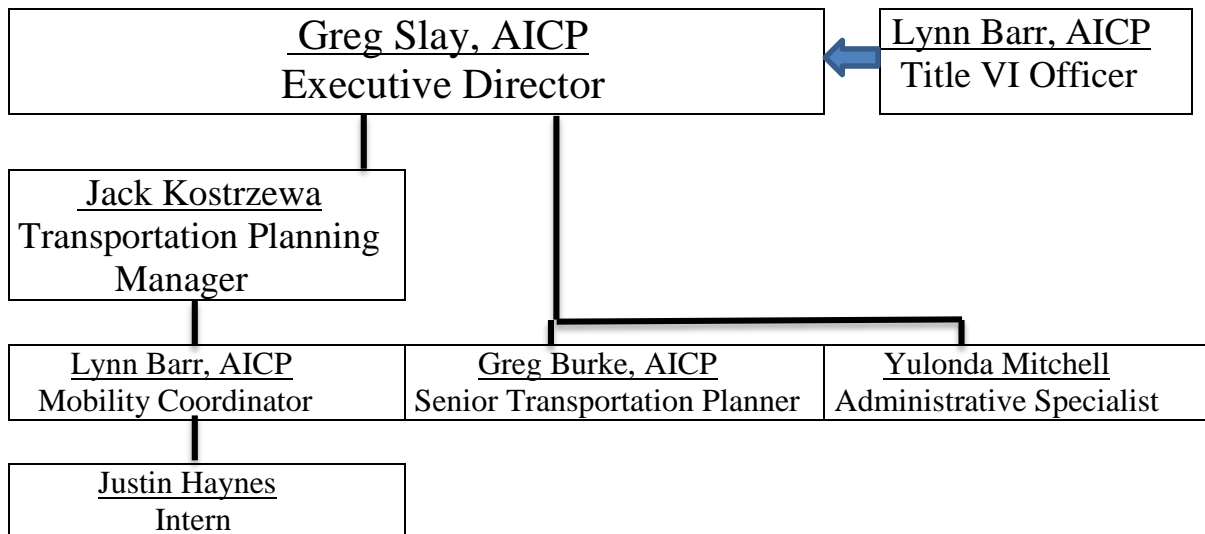 Greg Slay, AICP
Executive Director
Lynn Barr, AICP
Title VI Officer
Jack Kostrzewa
Transportation Planning
Manager
Lynn Barr, AICP
Mobility Coordinator
Greg Burke, AICP
Senior Transportation Planner
Yulonda Mitchell
Administrative Specialist
Justin Haynes
Intern